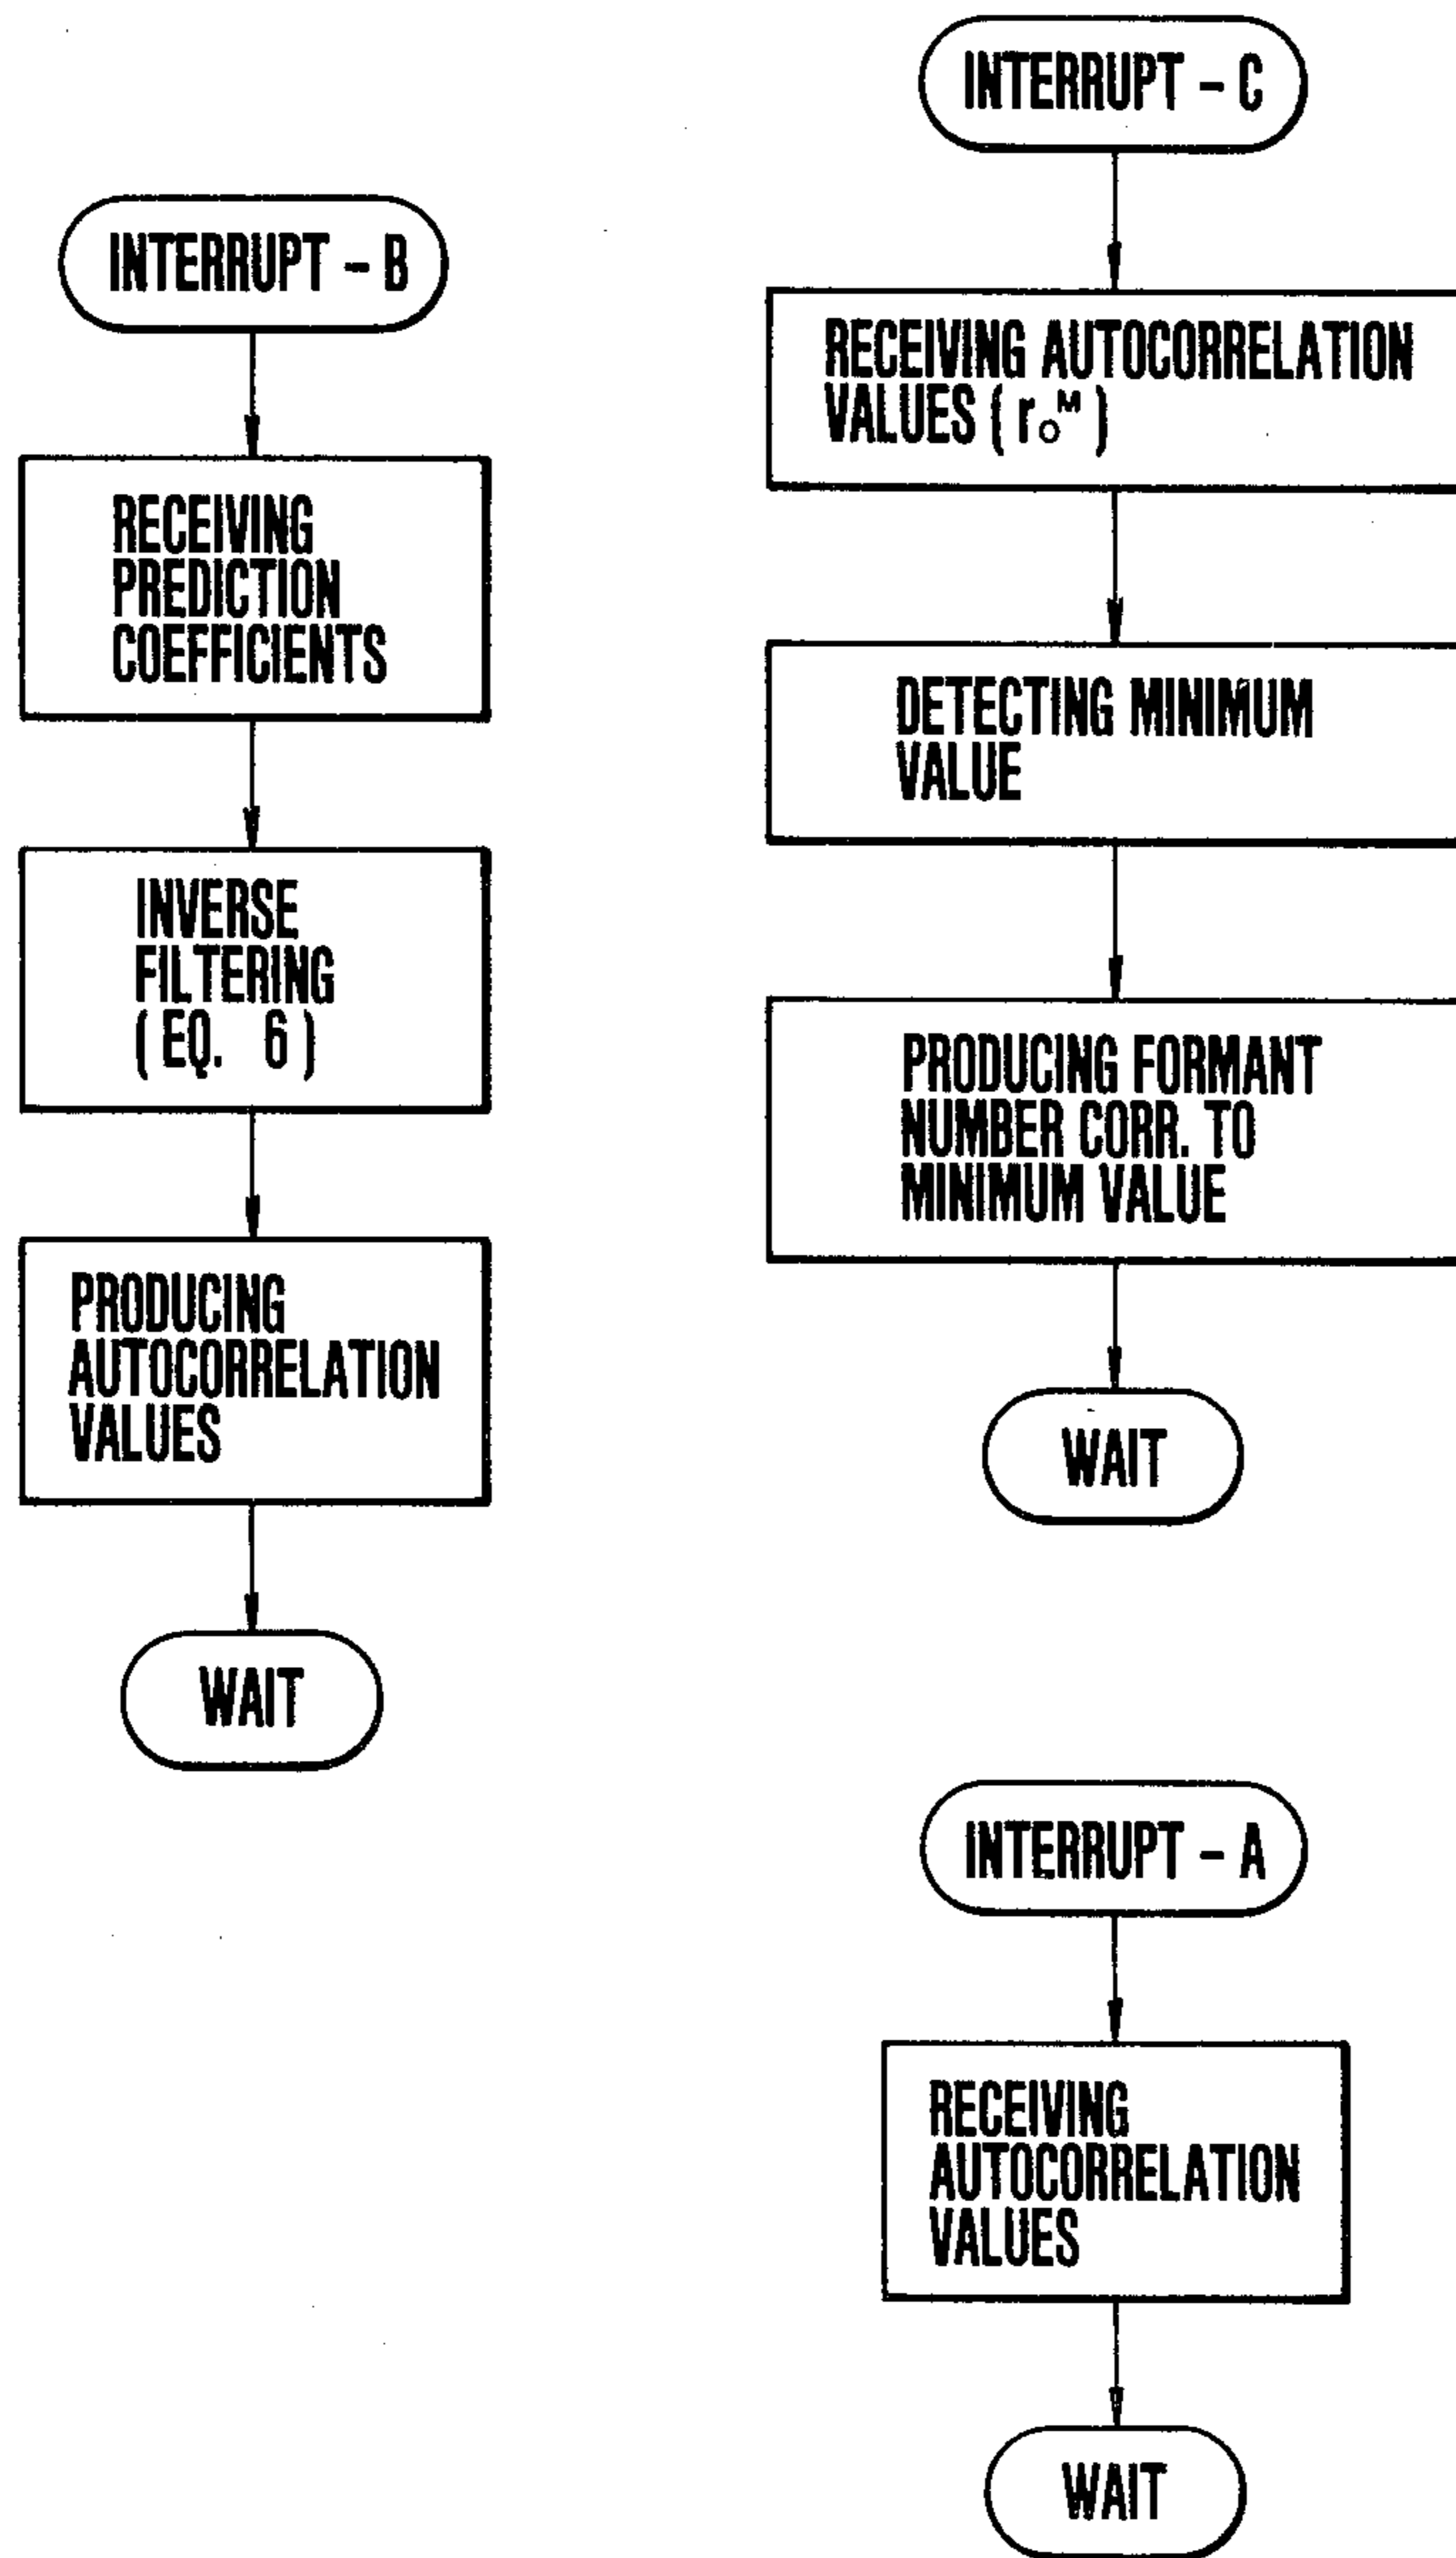 INTERRUPT - B
RECEIVING
PREDICTION
COEFFICIENTS
INVERSE
FILTERING
( EQ. 6 )
PRODUCING
AUTOCORRELATION
VALUES
WAIT
INTERRUPT - C
RECEIVING AUTOCORRELATION
VALUES ( r₀ᴹ )
DETECTING MINIMUM
VALUE
PRODUCING FORMANT
NUMBER CORR. TO
MINIMUM VALUE
WAIT
INTERRUPT - A
RECEIVING
AUTOCORRELATION
VALUES
WAIT